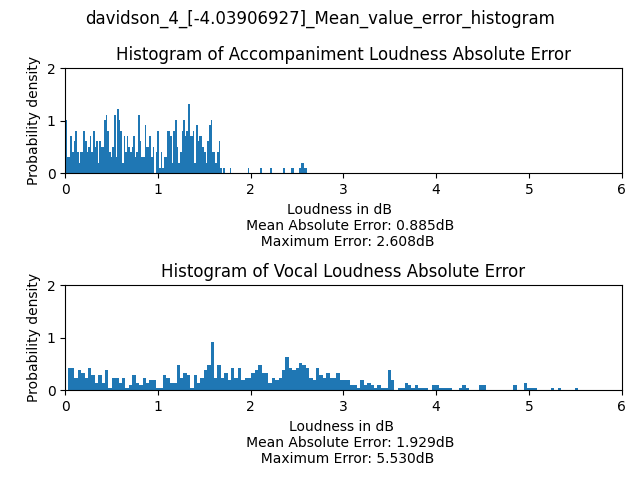 davidson_4_[-4.03906927]_Mean_value_error_histogram
Histogram of Accompaniment Loudness Absolute Error
Probability density
2
1
0
0 1 2 3 4 5 6
Loudness in dB
Mean Absolute Error: 0.885dB
Maximum Error: 2.608dB
Histogram of Vocal Loudness Absolute Error
Probability density
2
1
0
0 1 2 3 4 5 6
Loudness in dB
Mean Absolute Error: 1.929dB
Maximum Error: 5.530dB